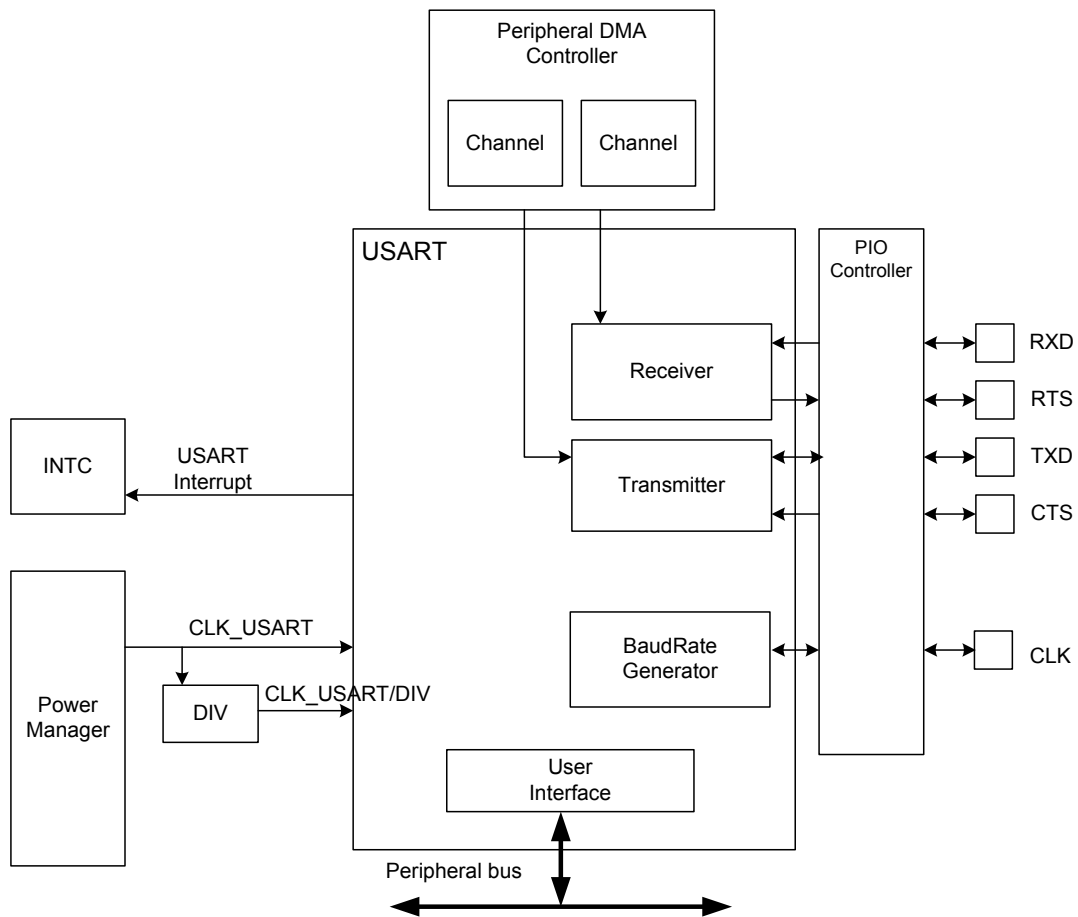 Peripheral DMA
Controller
Channel
Channel
USART
PIO
Controller
Receiver
RXD
RTS
INTC
USART
Interrupt
Transmitter
TXD
CTS
CLK_USART
BaudRate
Generator
CLK
Power
Manager
DIV
CLK_USART/DIV
User
Interface
Peripheral bus